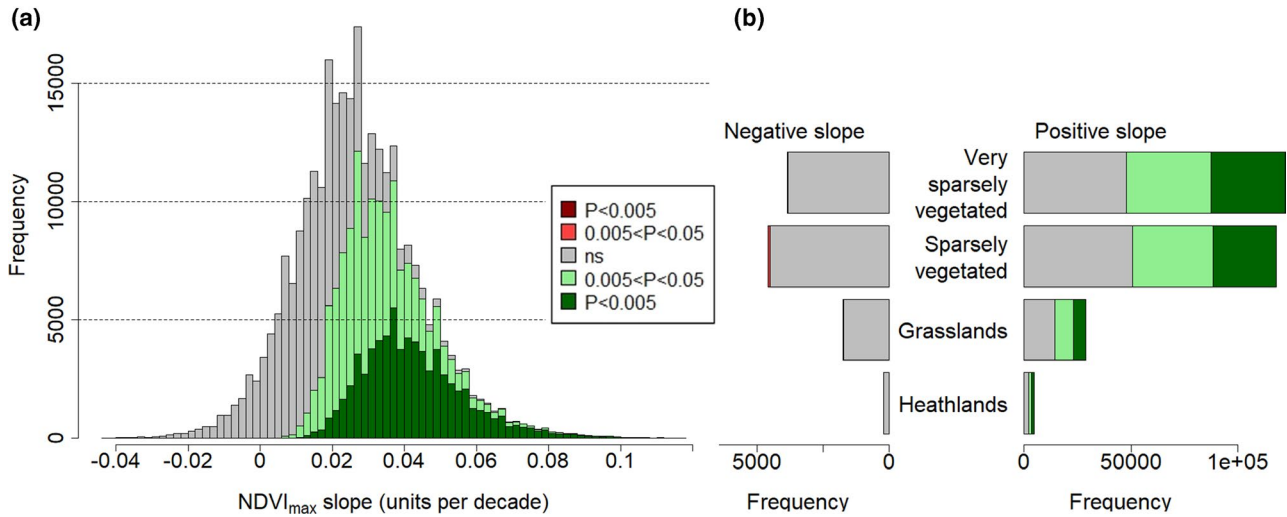 (a)
Frequency
15000
10000
5000
0
-0.04
-0.02
0
0.02
0.04
0.06
0.08
0.1
NDVImax slope (units per decade)
P<0.005
0.005<P<0.05
ns
0.005<P<0.05
P<0.005
(b)
Negative slope
Positive slope
Very
sparsely
vegetated
Sparsely
vegetated
Grasslands
Heathlands
5000
0
Frequency
0
50000
1e+05
Frequency